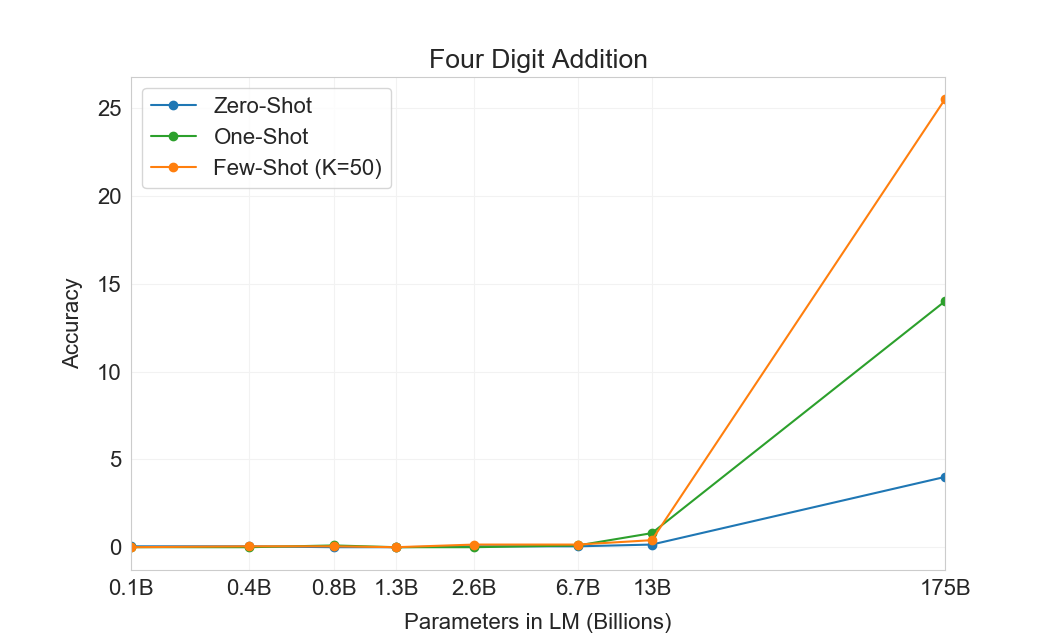 Four Digit Addition
Zero-Shot
One-Shot
Few-Shot (K=50)
25
20
15
10
5
0
Accuracy
0.1B 0.4B 0.8B 1.3B 2.6B 6.7B 13B 175B
Parameters in LM (Billions)